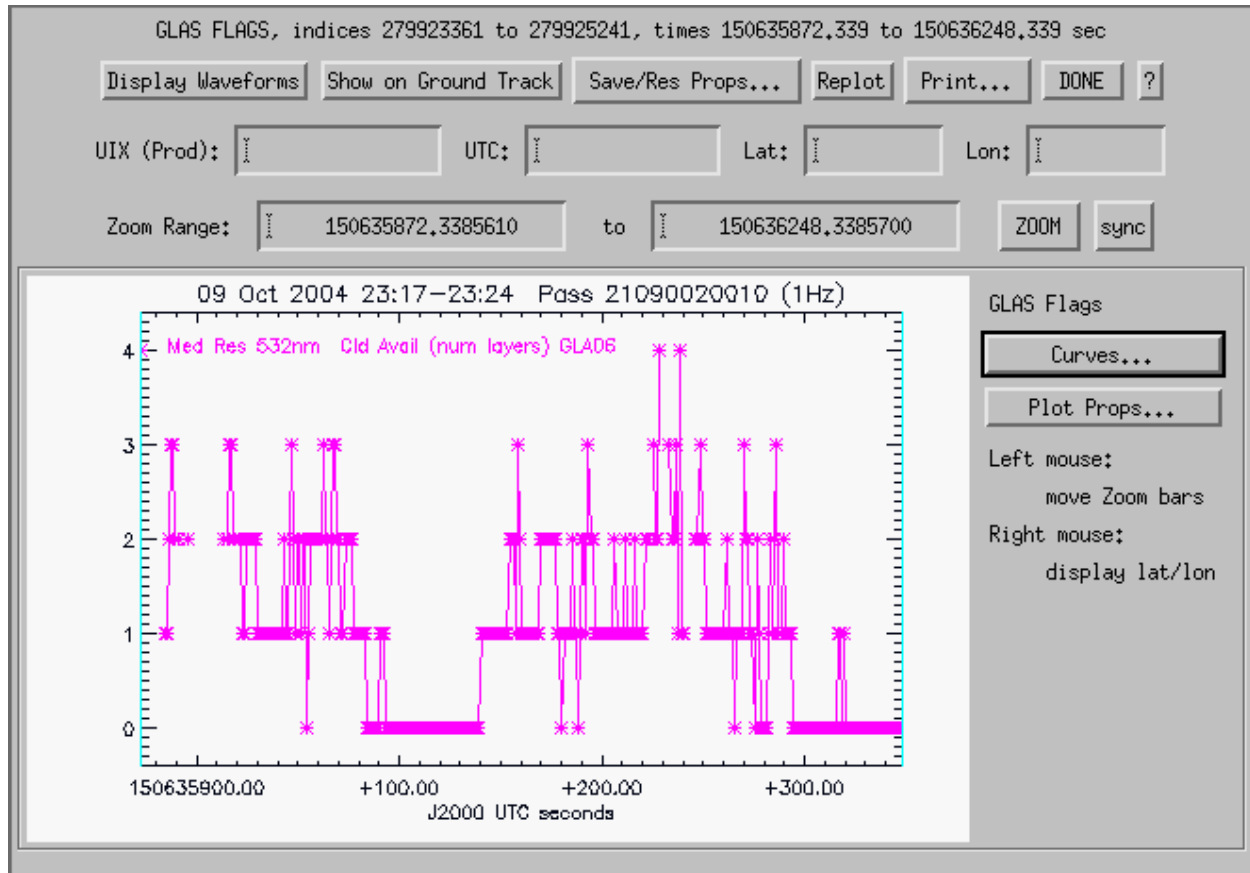 GLAS FLAGS, indices 279923361 to 279925241, times 150635872.339 to 150636248.339 sec
Display Waveforms Show on Ground Track Save/Res Props... Replot Print... DONE ?
UIX (Prod): UTC: Lat: Lon:
Zoom Range: 150635872.3385610 to 150636248.3385700 ZOOM sync
09 Oct 2004 23:17-23:24 Pass 21090020010 (1Hz)
Med Res 532nm Cld Avail (num layers) GLA06
4
3
2
1
0
150635900.00 +100.00 +200.00 +300.00
J2000 UTC seconds
GLAS Flags
Curves...
Plot Props...
Left mouse:
move Zoom bars
Right mouse:
display lat/lon